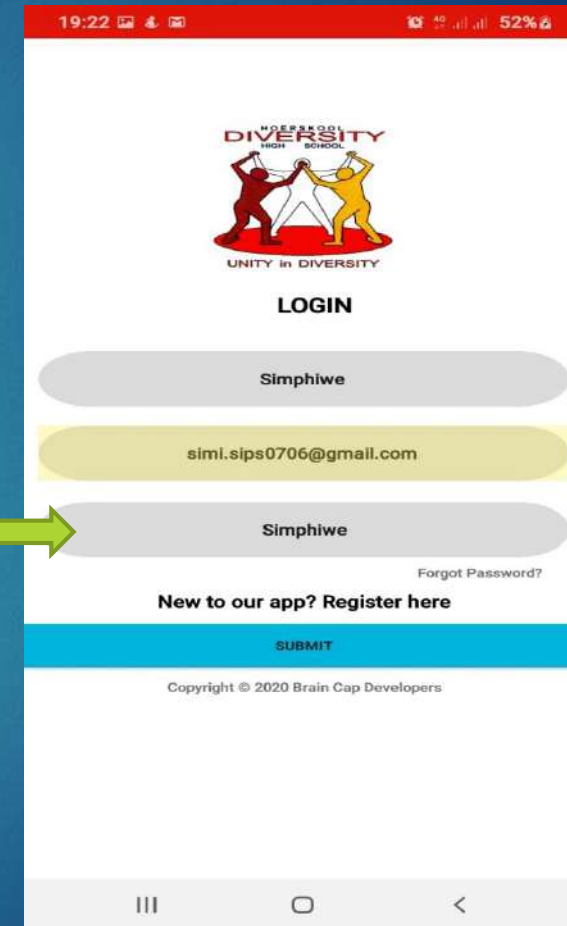 19:22
52%
HOËRSKOOL
DIVERSITY
HIGH SCHOOL
UNITY in DIVERSITY
LOGIN
Simphiwe
simi.sips0706@gmail.com
Simphiwe
Forgot Password?
New to our app? Register here
SUBMIT
Copyright © 2020 Brain Cap Developers